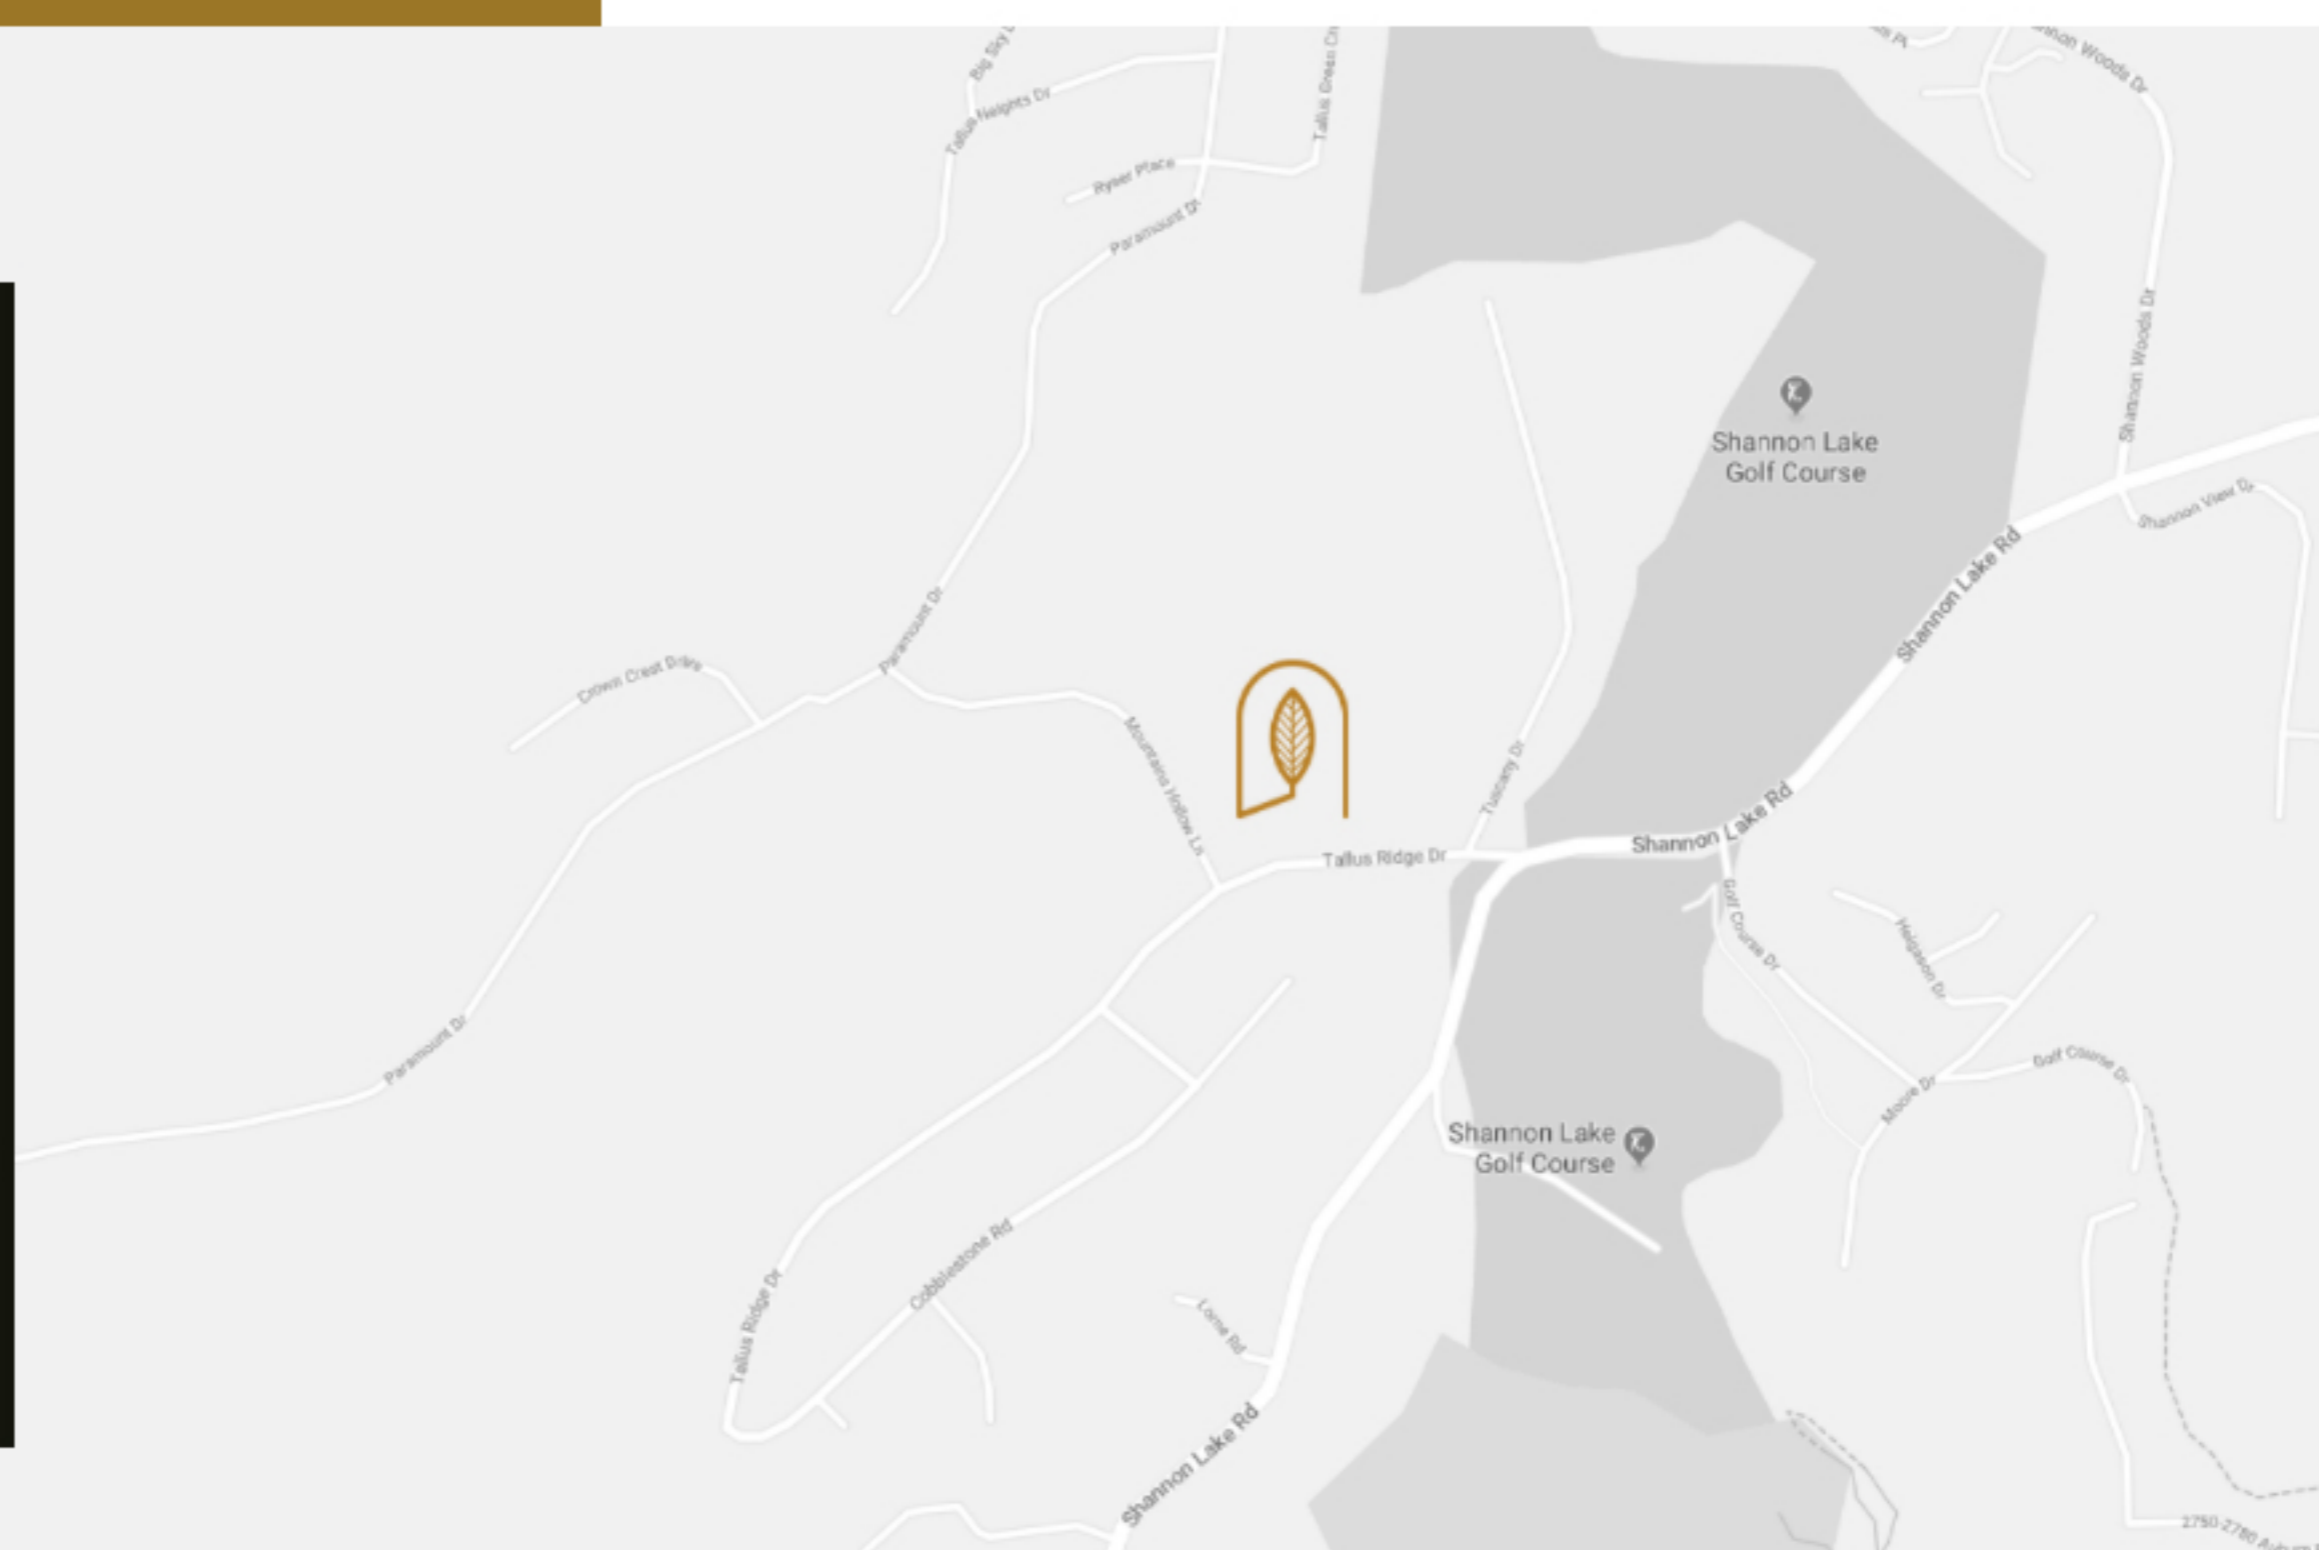 Big Sky
Tallus Heights Dr
Tallus Green Cr
Ryser Place
Paramount Dr
Shannon Woods Dr
Shannon Woods Dr
Shannon Lake
Golf Course
Shannon View Dr
Shannon Lake Rd
Paramount Dr
Crown Crest Drive
Mountains Hollow Ln
Tuscany Dr
Shannon Lake Rd
Tallus Ridge Dr
Golf Course Dr
Helgason Dr
Paramount Dr
Golf Course Dr
Moore Dr
Shannon Lake
Golf Course
Cobblestone Rd
Tallus Ridge Dr
Lorne Rd
Shannon Lake Rd
2750-2780